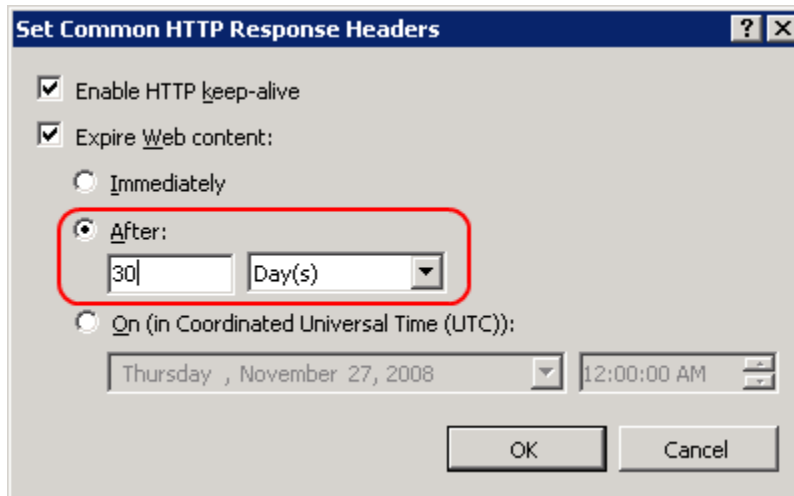 Set Common HTTP Response Headers
Enable HTTP keep-alive
Expire Web content:
Immediately
After:
30 Day(s)
On (in Coordinated Universal Time (UTC)):
Thursday , November 27, 2008 12:00:00 AM
OK Cancel